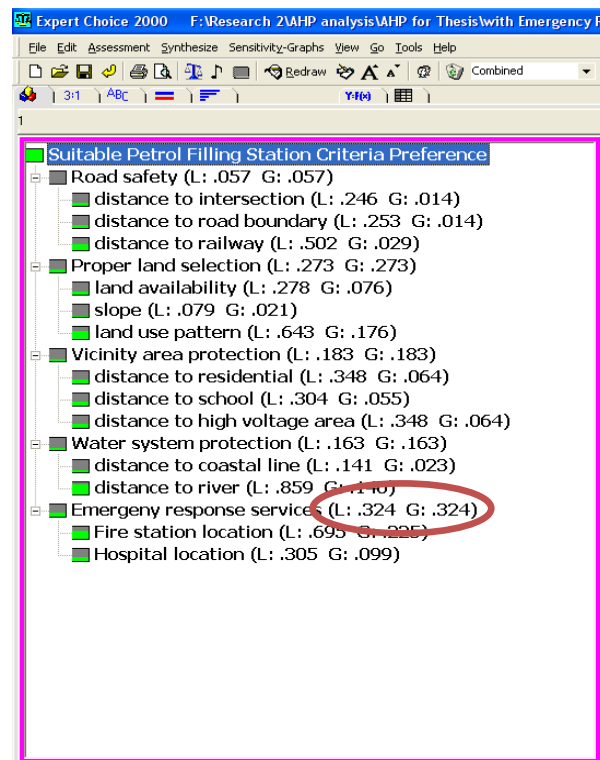 Expert Choice 2000 F:\Research 2\AHP analysis\AHP for Thesis\with Emergency
File Edit Assessment Synthesize Sensitivity-Graphs View Go Tools Help
Redraw A A Combined
3:1 ABC Y=F(x)
1
Suitable Petrol Filling Station Criteria Preference
Road safety (L: .057 G: .057)
distance to intersection (L: .246 G: .014)
distance to road boundary (L: .253 G: .014)
distance to railway (L: .502 G: .029)
Proper land selection (L: .273 G: .273)
land availability (L: .278 G: .076)
slope (L: .079 G: .021)
land use pattern (L: .643 G: .176)
Vicinity area protection (L: .183 G: .183)
distance to residential (L: .348 G: .064)
distance to school (L: .304 G: .055)
distance to high voltage area (L: .348 G: .064)
Water system protection (L: .163 G: .163)
distance to coastal line (L: .141 G: .023)
distance to river (L: .859 G: .140)
Emergeny response services (L: .324 G: .324)
Fire station location (L: .695 G: .225)
Hospital location (L: .305 G: .099)